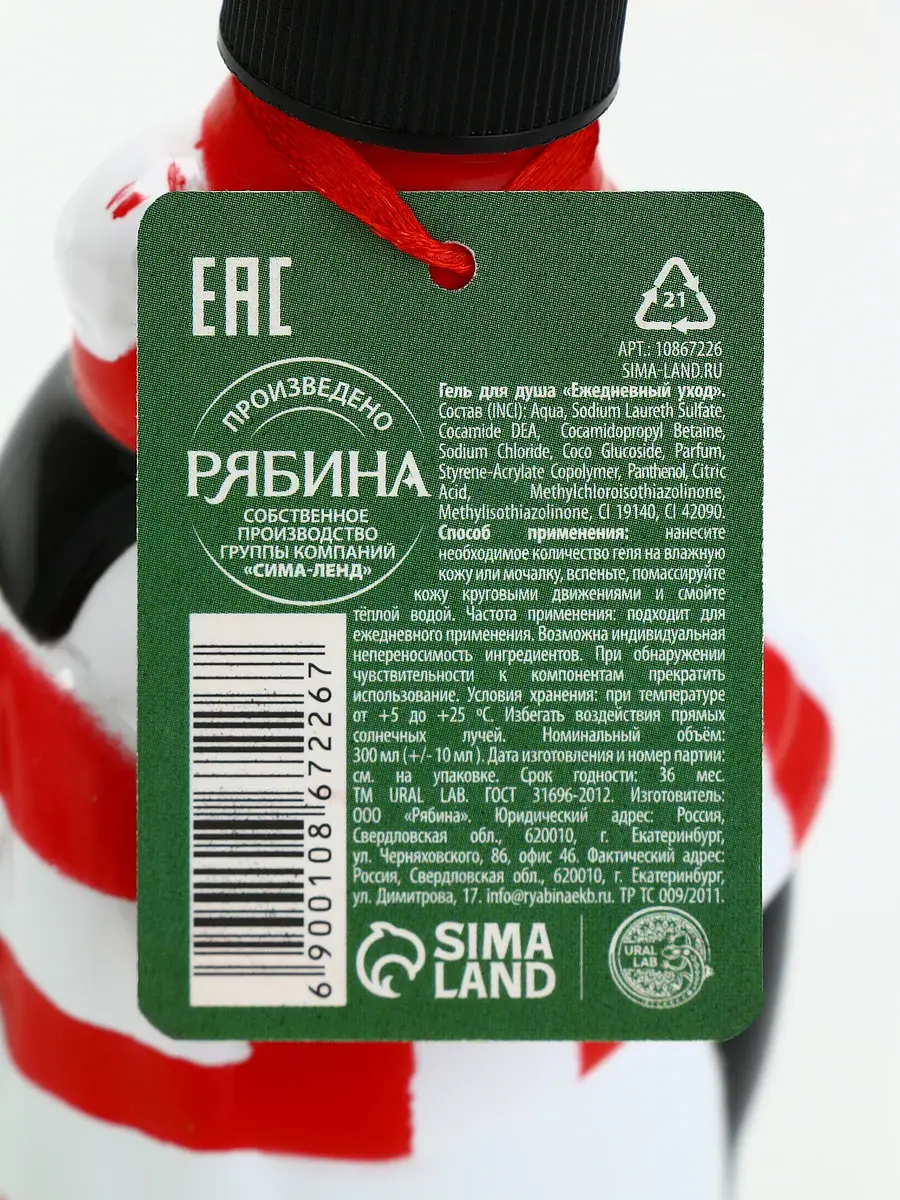 EAC
21
АРТ.: 10867226
SIMA-LAND.RU
ПРОИЗВЕДЕНО
РЯБИНА
СОБСТВЕННОЕ
ПРОИЗВОДСТВО
ГРУППЫ КОМПАНИЙ
«СИМА-ЛЕНД»
Гель для душа «Ежедневный уход».
Состав (INCI): Aqua, Sodium Laureth Sulfate,
Cocamide DEA, Cocamidopropyl Betaine,
Sodium Chloride, Coco Glucoside, Parfum,
Styrene-Acrylate Copolymer, Panthenol, Citric
Acid, Methylchloroisothiazolinone,
Methylisothiazolinone, CI 19140, CI 42090.
Способ применения: нанесите
необходимое количество геля на влажную
кожу или мочалку, вспеньте, помассируйте
кожу круговыми движениями и смойте
тёплой водой. Частота применения: подходит для
ежедневного применения. Возможна индивидуальная
непереносимость ингредиентов. При обнаружении
чувствительности к компонентам прекратить
использование. Условия хранения: при температуре
от +5 до +25 ºС. Избегать воздействия прямых
солнечных лучей. Номинальный объём:
300 мл (+/- 10 мл ). Дата изготовления и номер партии:
см. на упаковке. Срок годности: 36 мес.
ТМ URAL LAB. ГОСТ 31696-2012. Изготовитель:
ООО «Рябина». Юридический адрес: Россия,
Свердловская обл., 620010, г. Екатеринбург,
ул. Черняховского, 86, офис 46. Фактический адрес:
Россия, Свердловская обл., 620010, г. Екатеринбург,
ул. Димитрова, 17. info@ryabinaekb.ru. ТР ТС 009/2011.
6 900108 672267
SIMA
LAND
URAL
LAB